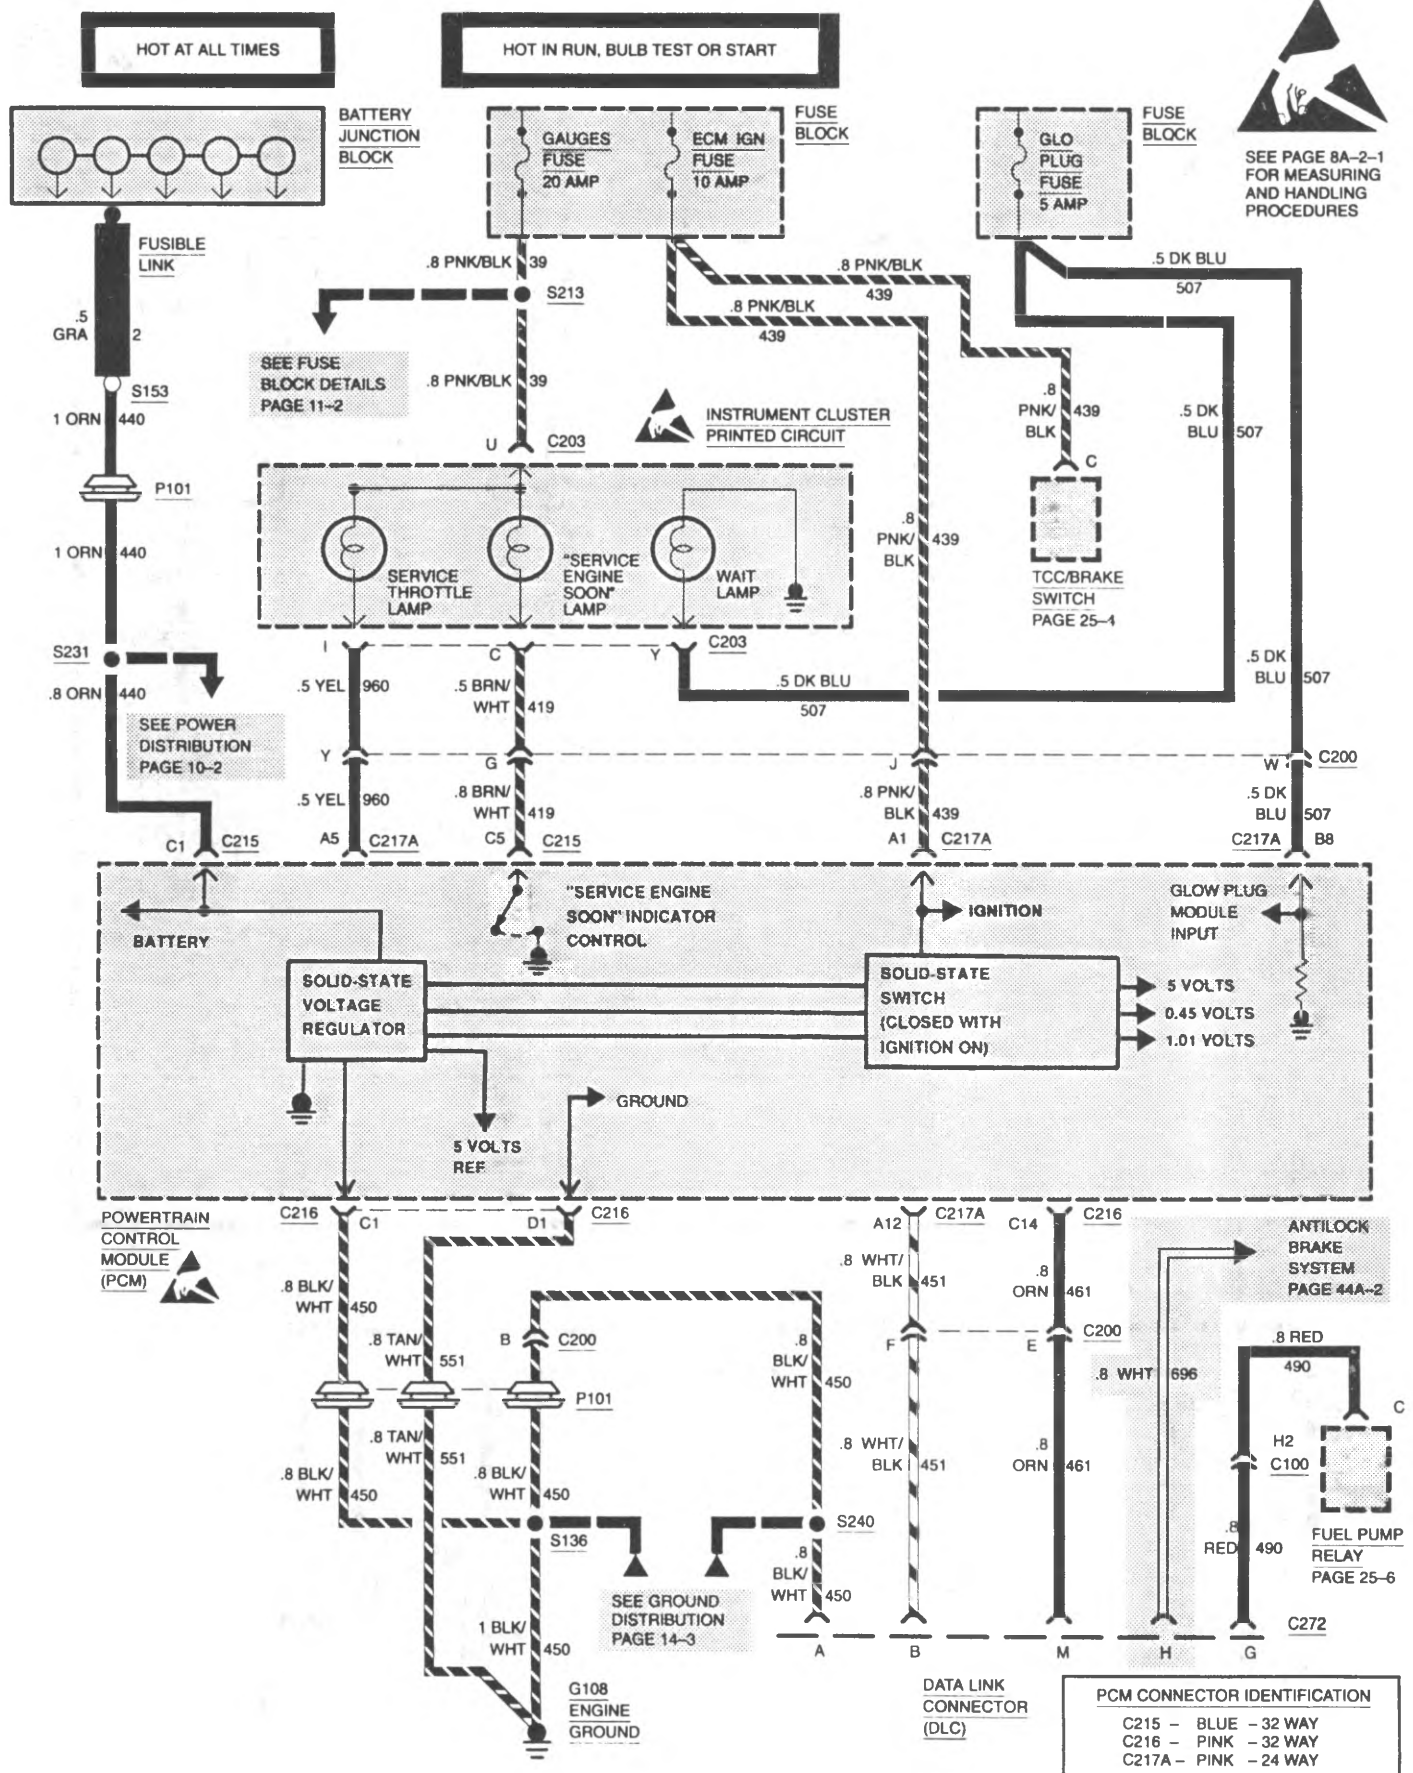 HOT AT ALL TIMES
HOT IN RUN, BULB TEST OR START
BATTERY
JUNCTION
BLOCK
GAUGES
FUSE
20 AMP
ECM IGN
FUSE
10 AMP
FUSE
BLOCK
GLO
PLUG
FUSE
5 AMP
FUSE
BLOCK
SEE PAGE 8A–2–1
FOR MEASURING
AND HANDLING
PROCEDURES
FUSIBLE
LINK
.5
GRA
2
S153
1 ORN 440
P101
1 ORN 440
S231
.8 ORN 440
SEE POWER
DISTRIBUTION
PAGE 10–2
C1 C215
.8 PNK/BLK 39
S213
SEE FUSE
BLOCK DETAILS
PAGE 11–2
.8 PNK/BLK 39
U C203
.8 PNK/BLK
439
.8 PNK/BLK
439
.5 DK BLU
507
.8
PNK/
BLK
439
.5 DK
BLU
507
C
TCC/BRAKE
SWITCH
PAGE 25–4
INSTRUMENT CLUSTER
PRINTED CIRCUIT
SERVICE
THROTTLE
LAMP
"SERVICE
ENGINE
SOON"
LAMP
WAIT
LAMP
.8
PNK/
BLK
439
I C Y C203
.5 YEL 960
.5 BRN/
WHT 419
.5 DK BLU
507
.5 DK
BLU 507
Y G J W C200
.5 YEL 960
.8 BRN/
WHT 419
.8 PNK/
BLK 439
.5 DK
BLU 507
A5 C217A
C5 C215
A1 C217A
C217A B8
BATTERY
"SERVICE ENGINE
SOON" INDICATOR
CONTROL
IGNITION
GLOW PLUG
MODULE
INPUT
SOLID-STATE
VOLTAGE
REGULATOR
SOLID-STATE
SWITCH
(CLOSED WITH
IGNITION ON)
5 VOLTS
0.45 VOLTS
1.01 VOLTS
GROUND
5 VOLTS
REF
POWERTRAIN
CONTROL
MODULE
(PCM)
C216 C1
D1 C216
A12 C217A
C14 C216
ANTILOCK
BRAKE
SYSTEM
PAGE 44A–2
.8 BLK/
WHT 450
.8 TAN/
WHT 551
B C200
P101
.8
BLK/
WHT 450
.8 WHT/
BLK 451
.8
ORN 461
F E C200
.8 WHT 696
.8 RED
490
C
H2
C100
FUEL PUMP
RELAY
PAGE 25–6
.8 BLK/
WHT 450
.8 TAN/
WHT 551
.8 BLK/
WHT 450
.8 WHT/
BLK 451
.8
ORN 461
.8
RED 490
S136
S240
SEE GROUND
DISTRIBUTION
PAGE 14–3
.8
BLK/
WHT 450
1 BLK/
WHT 450
G108
ENGINE
GROUND
A B M H G C272
DATA LINK
CONNECTOR
(DLC)
PCM CONNECTOR IDENTIFICATION
C215 – BLUE – 32 WAY
C216 – PINK – 32 WAY
C217A – PINK – 24 WAY